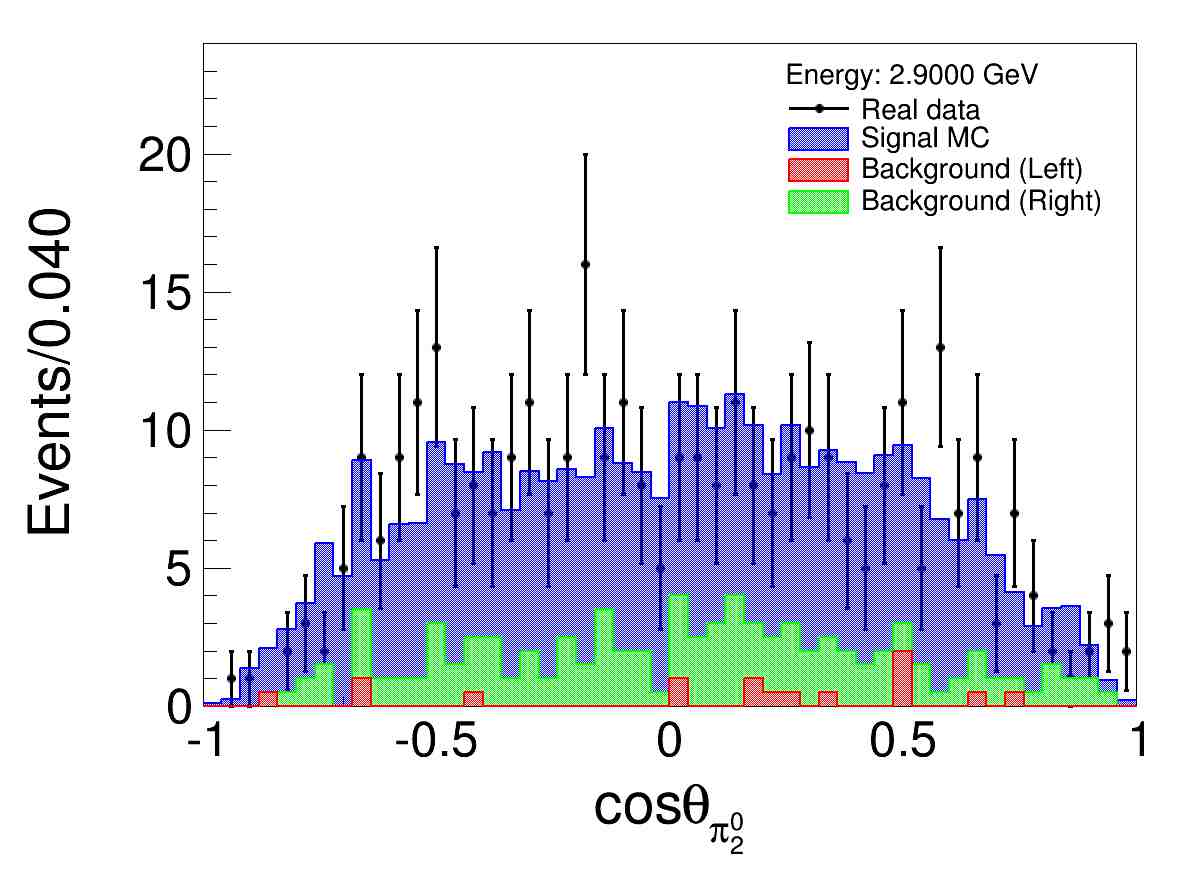 Energy: 2.9000 GeV
Real data
Signal MC
Background (Left)
Background (Right)
Events/0.040
20
15
10
5
0
-1 -0.5 0 0.5 1
cosθπ⁰₂